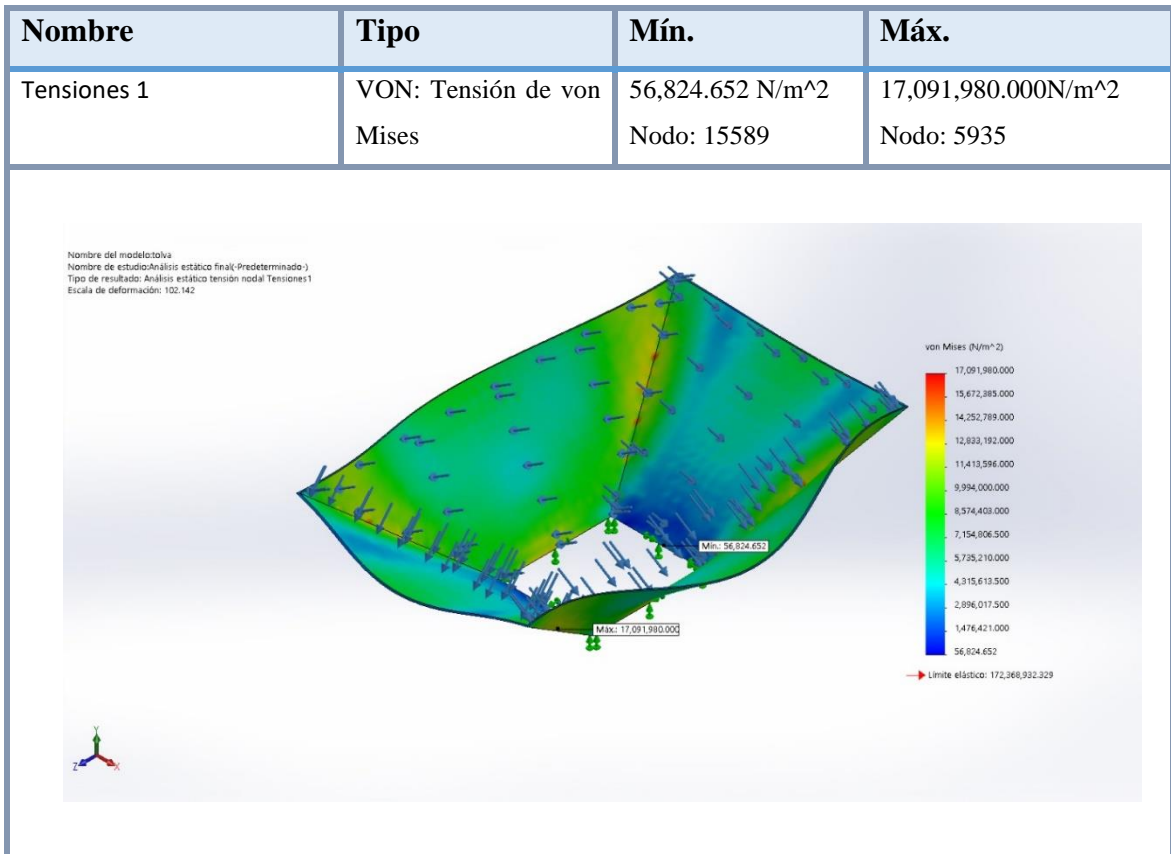 Nombre Tipo Mín. Máx.
Tensiones 1 VON: Tensión de von 56,824.652 N/m^2 17,091,980.000N/m^2
Mises Nodo: 15589 Nodo: 5935
Nombre del modelo:tolva
Nombre de estudio:Análisis estático final(-Predeterminado-)
Tipo de resultado: Análisis estático tensión nodal Tensiones1
Escala de deformación: 102.142
von Mises (N/m^2)
17,091,980.000
15,672,385.000
14,252,789.000
12,833,192.000
11,413,596.000
9,994,000.000
8,574,403.000
7,154,806.500
5,735,210.000
4,315,613.500
2,896,017.500
1,476,421.000
56,824.652
Límite elástico: 172,368,932.329
Mín.: 56,824.652
Máx.: 17,091,980.000
Y
Z X